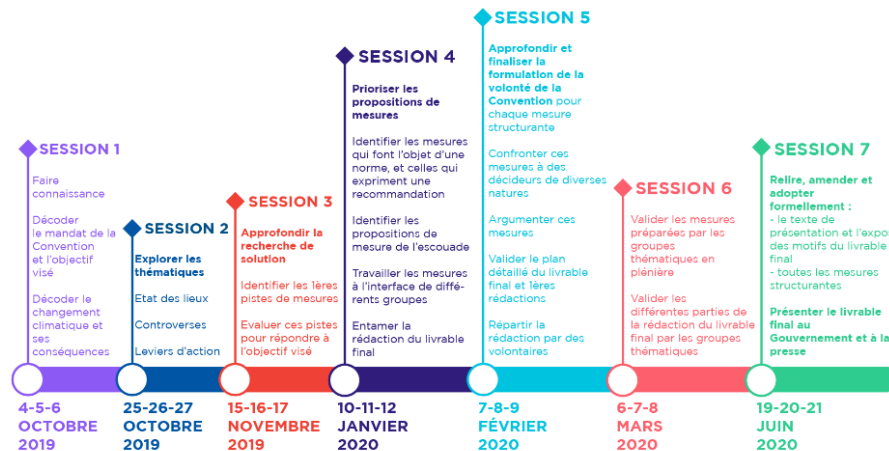 SESSION 1
Faire
connaissance
Décoder
le mandat de la
Convention
et l'objectif
visé
Décoder le
changement
climatique et
ses
conséquences
4-5-6
OCTOBRE
2019
SESSION 2
Explorer les
thématiques
Etat des lieux
Controverses
Leviers d'action
25-26-27
OCTOBRE
2019
SESSION 3
Approfondir la
recherche de
solution
Identifier les 1ères
pistes de mesures
Evaluer ces pistes
pour répondre à
l'objectif visé
15-16-17
NOVEMBRE
2019
SESSION 4
Prioriser les
propositions de
mesures
Identifier les mesures
qui font l'objet d'une
norme, et celles qui
expriment une
recommandation
Identifier les
propositions de
mesure de l'escouade
Travailler les mesures
à l'interface de diffé-
rents groupes
Entamer la
rédaction du livrable
final
10-11-12
JANVIER
2020
SESSION 5
Approfondir et
finaliser la
formulation de la
volonté de la
Convention pour
chaque mesure
structurante
Confronter ces
mesures à des
décideurs de diverses
natures
Argumenter ces
mesures
Valider le plan
détaillé du livrable
final et 1ères
rédactions
Répartir la
rédaction par des
volontaires
7-8-9
FÉVRIER
2020
SESSION 6
Valider les mesures
préparées par les
groupes
thématiques en
plénière
Valider les
différentes parties de
la rédaction du livrable
final par les groupes
thématiques
6-7-8
MARS
2020
SESSION 7
Relire, amender et
adopter
formellement :
- le texte de
présentation et l'expo
des motifs du livrable
final
- toutes les mesures
structurantes
Présenter le livrable
final au
Gouvernement et à la
presse
19-20-21
JUIN
2020